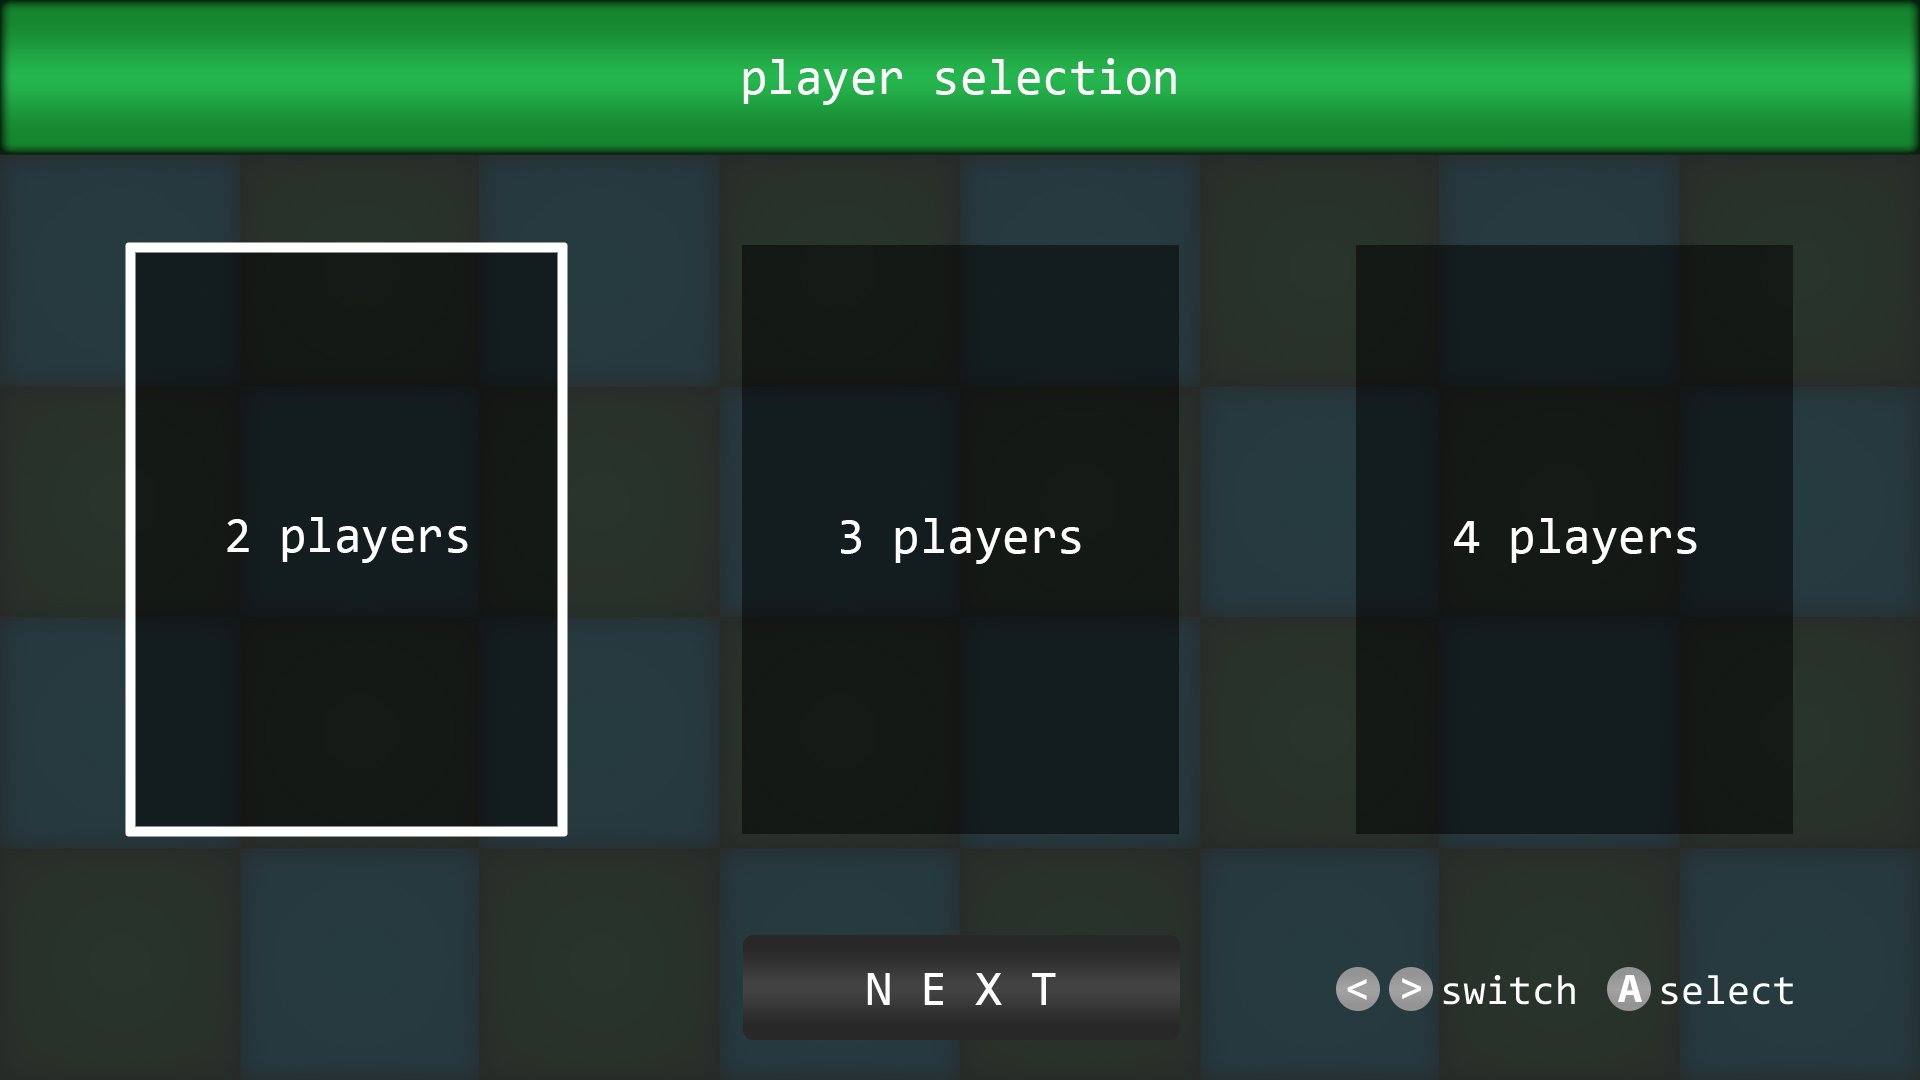 player selection
2 players
3 players
4 players
N E X T
< > switch A select